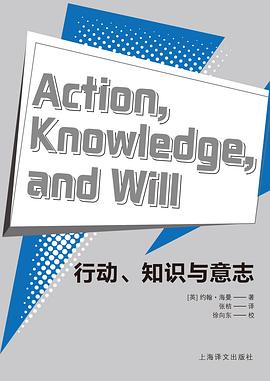 Action,
Knowledge,
and Will
行动、知识与意志
[英] 约翰·海曼 —— 著
张桔 —— 译
徐向东 —— 校
上海译文出版社